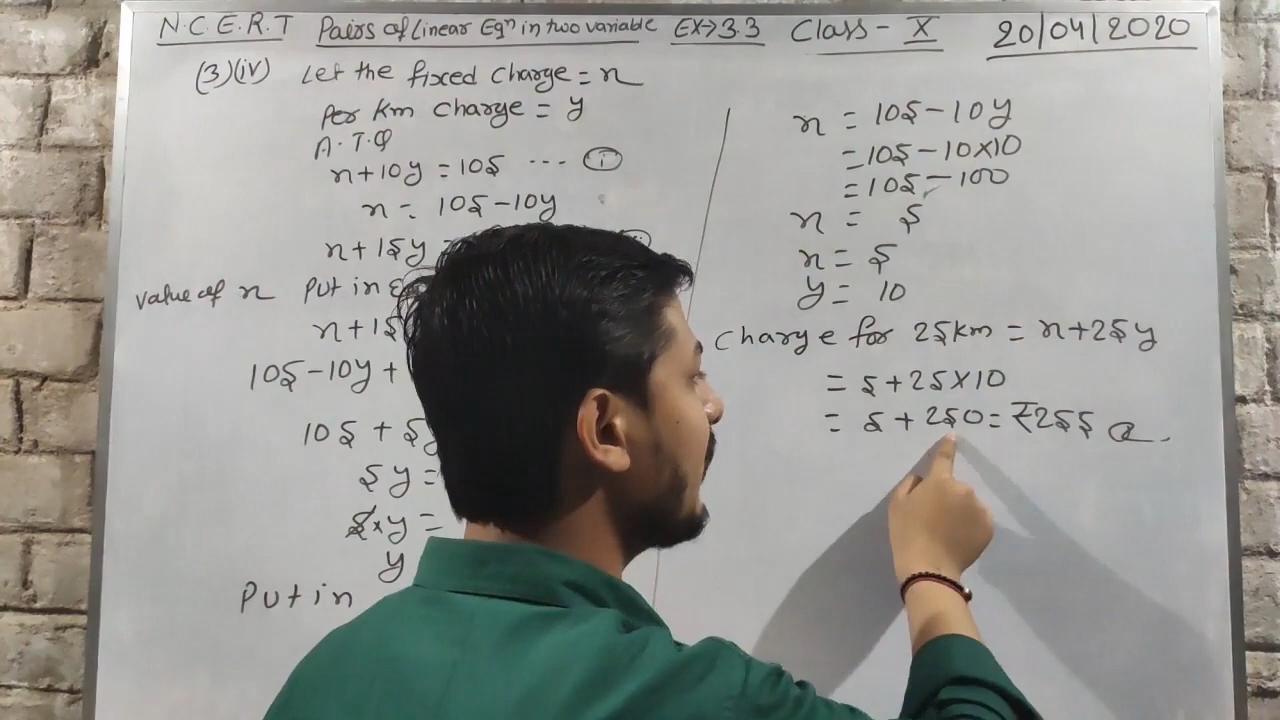 N.C.E.R.T Pairs of Linear Eqⁿ in two variable EX→3.3 Class - X 20/04/2020
(3)(iv) Let the fixed charge = x
Per Km charge = y
A.T.Q
x+10y = 105 --- (i)
x = 105-10y
x+15y
Value of x Put in
x+15
105-10y+
105 + 5y
5y =
5×y =
y
Put in
x = 105-10y
= 105-10×10
= 105-100
x = 5
x = 5
y = 10
Charge for 25km = x+25y
= 5+25×10
= 5+250 = ₹255